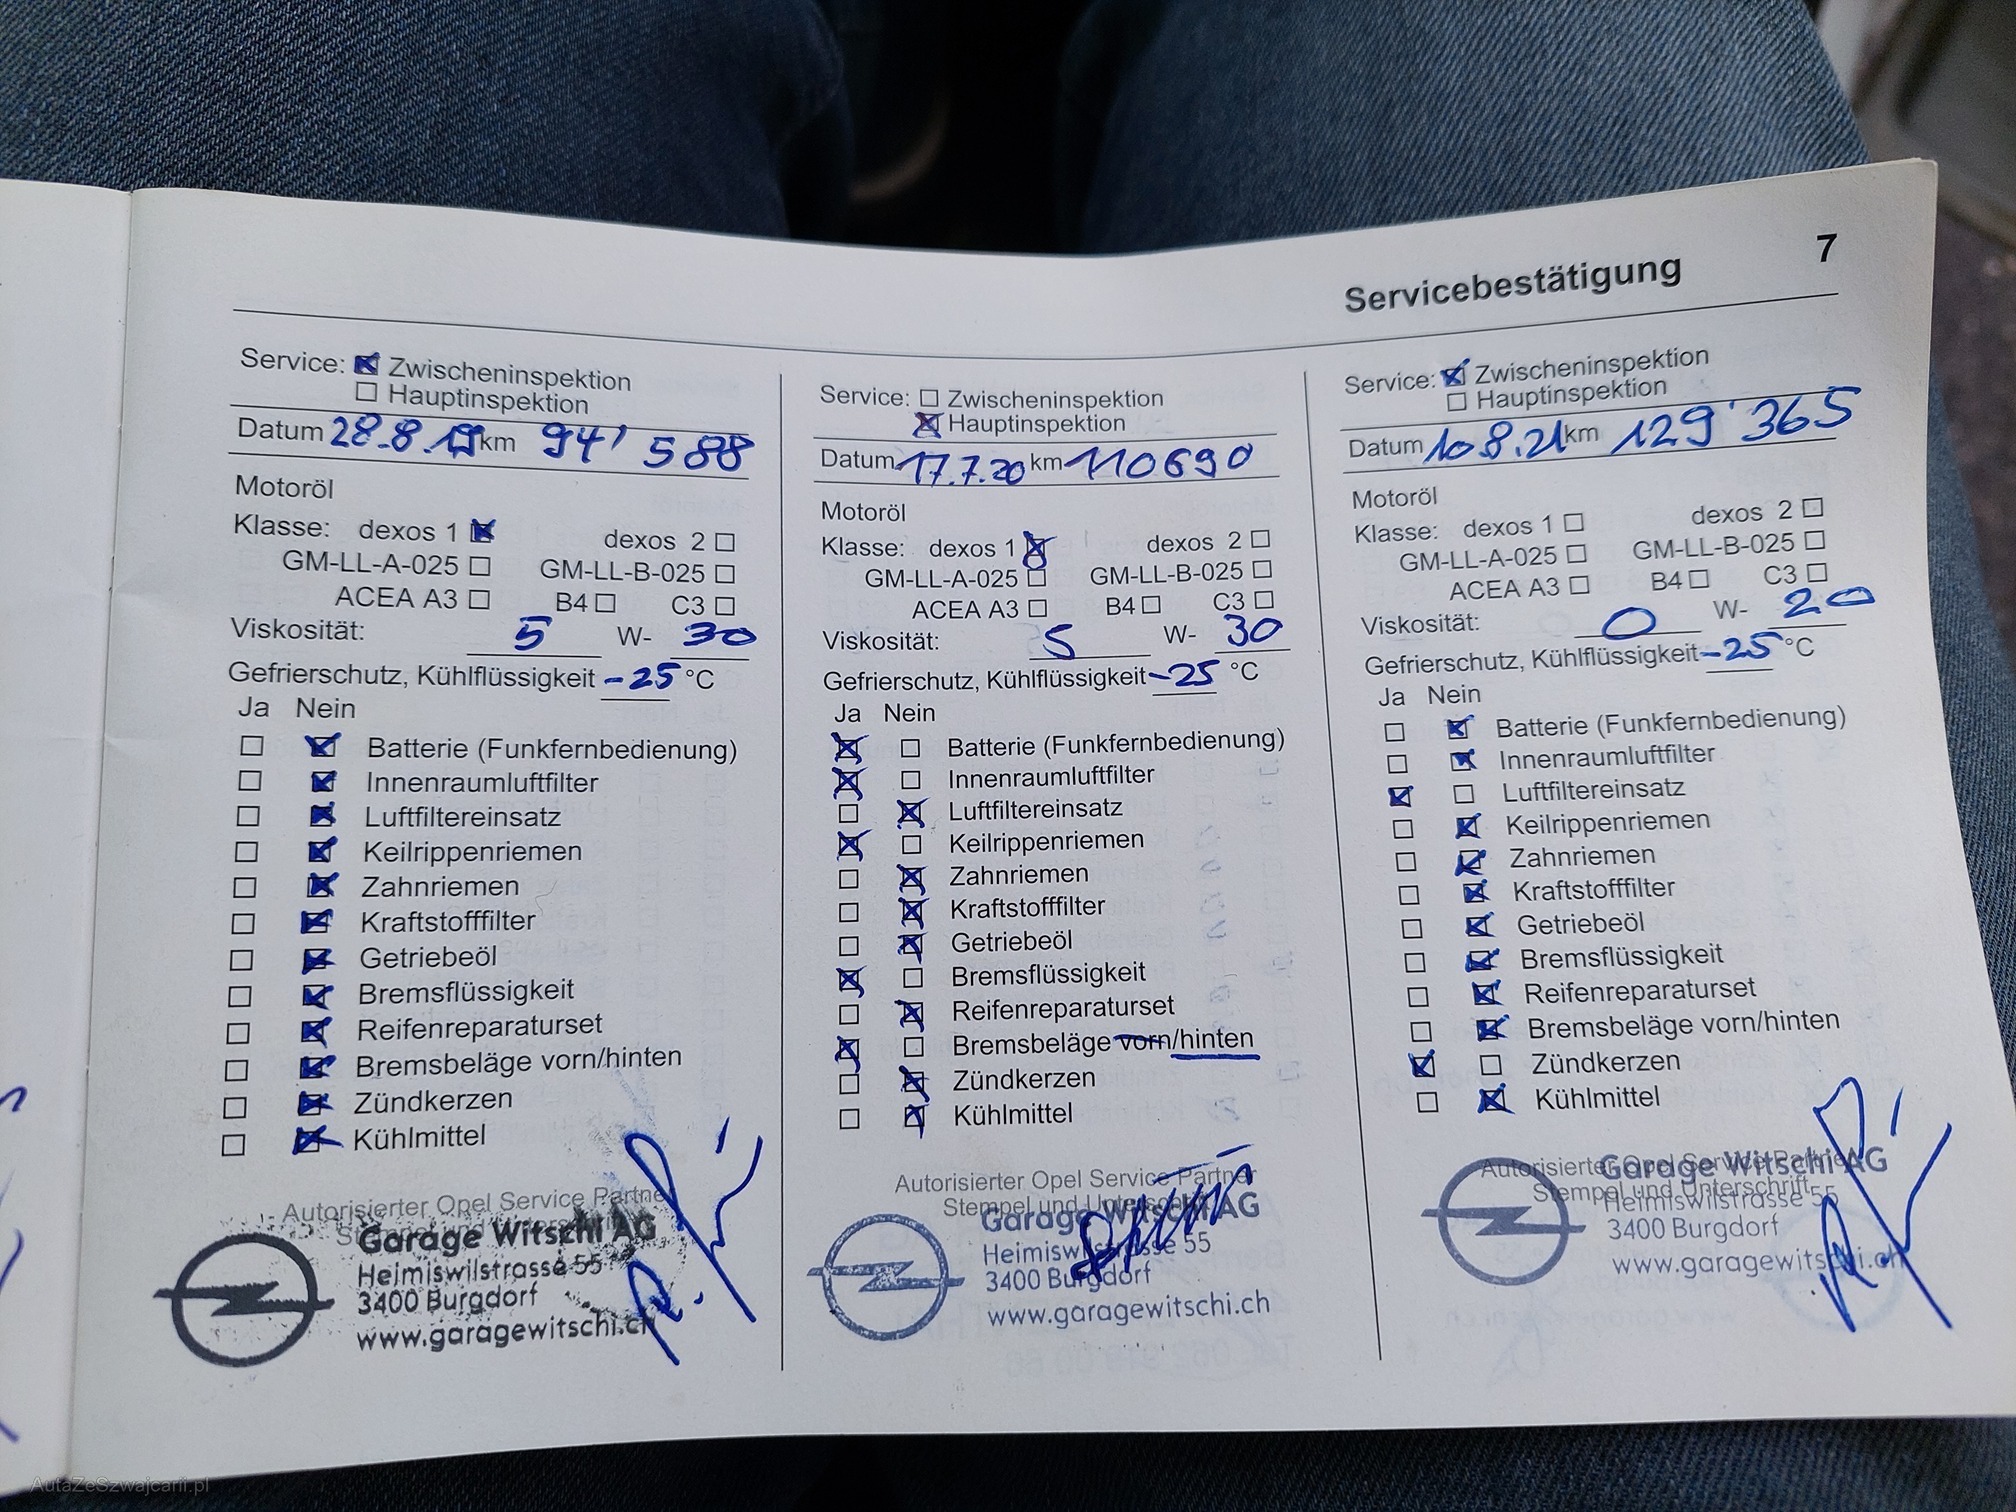 7
Servicebestätigung
Service: Zwischeninspektion
Hauptinspektion
Datum 28.8.19 km 94' 588
Motoröl
Klasse: dexos 1 dexos 2
GM-LL-A-025 GM-LL-B-025
ACEA A3 B4 C3
Viskosität: 5 W- 30
Gefrierschutz, Kühlflüssigkeit -25 °C
Ja Nein
Batterie (Funkfernbedienung)
Innenraumluftfilter
Luftfiltereinsatz
Keilrippenriemen
Zahnriemen
Kraftstofffilter
Getriebeöl
Bremsflüssigkeit
Reifenreparaturset
Bremsbeläge vorn/hinten
Zündkerzen
Kühlmittel
Autorisierter Opel Service Partner
Garage Witschi AG
Heimiswilstrasse 55
3400 Burgdorf
www.garagewitschi.ch
Service: Zwischeninspektion
Hauptinspektion
Datum 17.7.20 km 110690
Motoröl
Klasse: dexos 1 dexos 2
GM-LL-A-025 GM-LL-B-025
ACEA A3 B4 C3
Viskosität: 5 W- 30
Gefrierschutz, Kühlflüssigkeit -25 °C
Ja Nein
Batterie (Funkfernbedienung)
Innenraumluftfilter
Luftfiltereinsatz
Keilrippenriemen
Zahnriemen
Kraftstofffilter
Getriebeöl
Bremsflüssigkeit
Reifenreparaturset
Bremsbeläge vorn/hinten
Zündkerzen
Kühlmittel
Autorisierter Opel Service Partner
Stempel und Unterschrift
Garage Witschi AG
Heimiswilstrasse 55
3400 Burgdorf
www.garagewitschi.ch
Service: Zwischeninspektion
Hauptinspektion
Datum 10.8.21 km 129'365
Motoröl
Klasse: dexos 1 dexos 2
GM-LL-A-025 GM-LL-B-025
ACEA A3 B4 C3
Viskosität: 0 W- 20
Gefrierschutz, Kühlflüssigkeit -25 °C
Ja Nein
Batterie (Funkfernbedienung)
Innenraumluftfilter
Luftfiltereinsatz
Keilrippenriemen
Zahnriemen
Kraftstofffilter
Getriebeöl
Bremsflüssigkeit
Reifenreparaturset
Bremsbeläge vorn/hinten
Zündkerzen
Kühlmittel
Autorisierter Opel Service Partner
Garage Witschi AG
Stempel und Unterschrift
Heimiswilstrasse 55
3400 Burgdorf
www.garagewitschi.ch
AutaZeSzwajcarii.pl